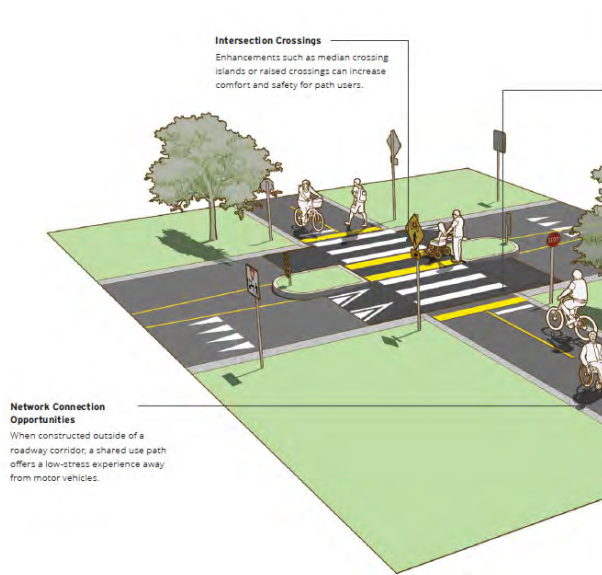 Intersection Crossings
Enhancements such as median crossing
islands or raised crossings can increase
comfort and safety for path users.
STOP
Network Connection
Opportunities
When constructed outside of a
roadway corridor, a shared use path
offers a low-stress experience away
from motor vehicles.